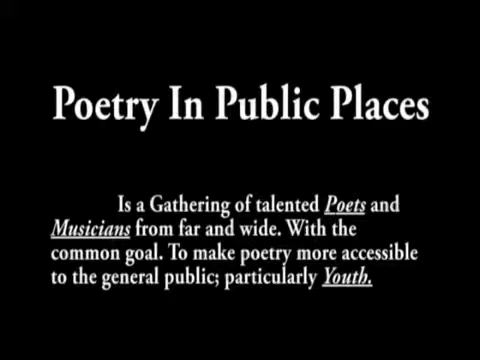 Poetry In Public Places
Is a Gathering of talented Poets and
Musicians from far and wide. With the
common goal. To make poetry more accessible
to the general public; particularly Youth.